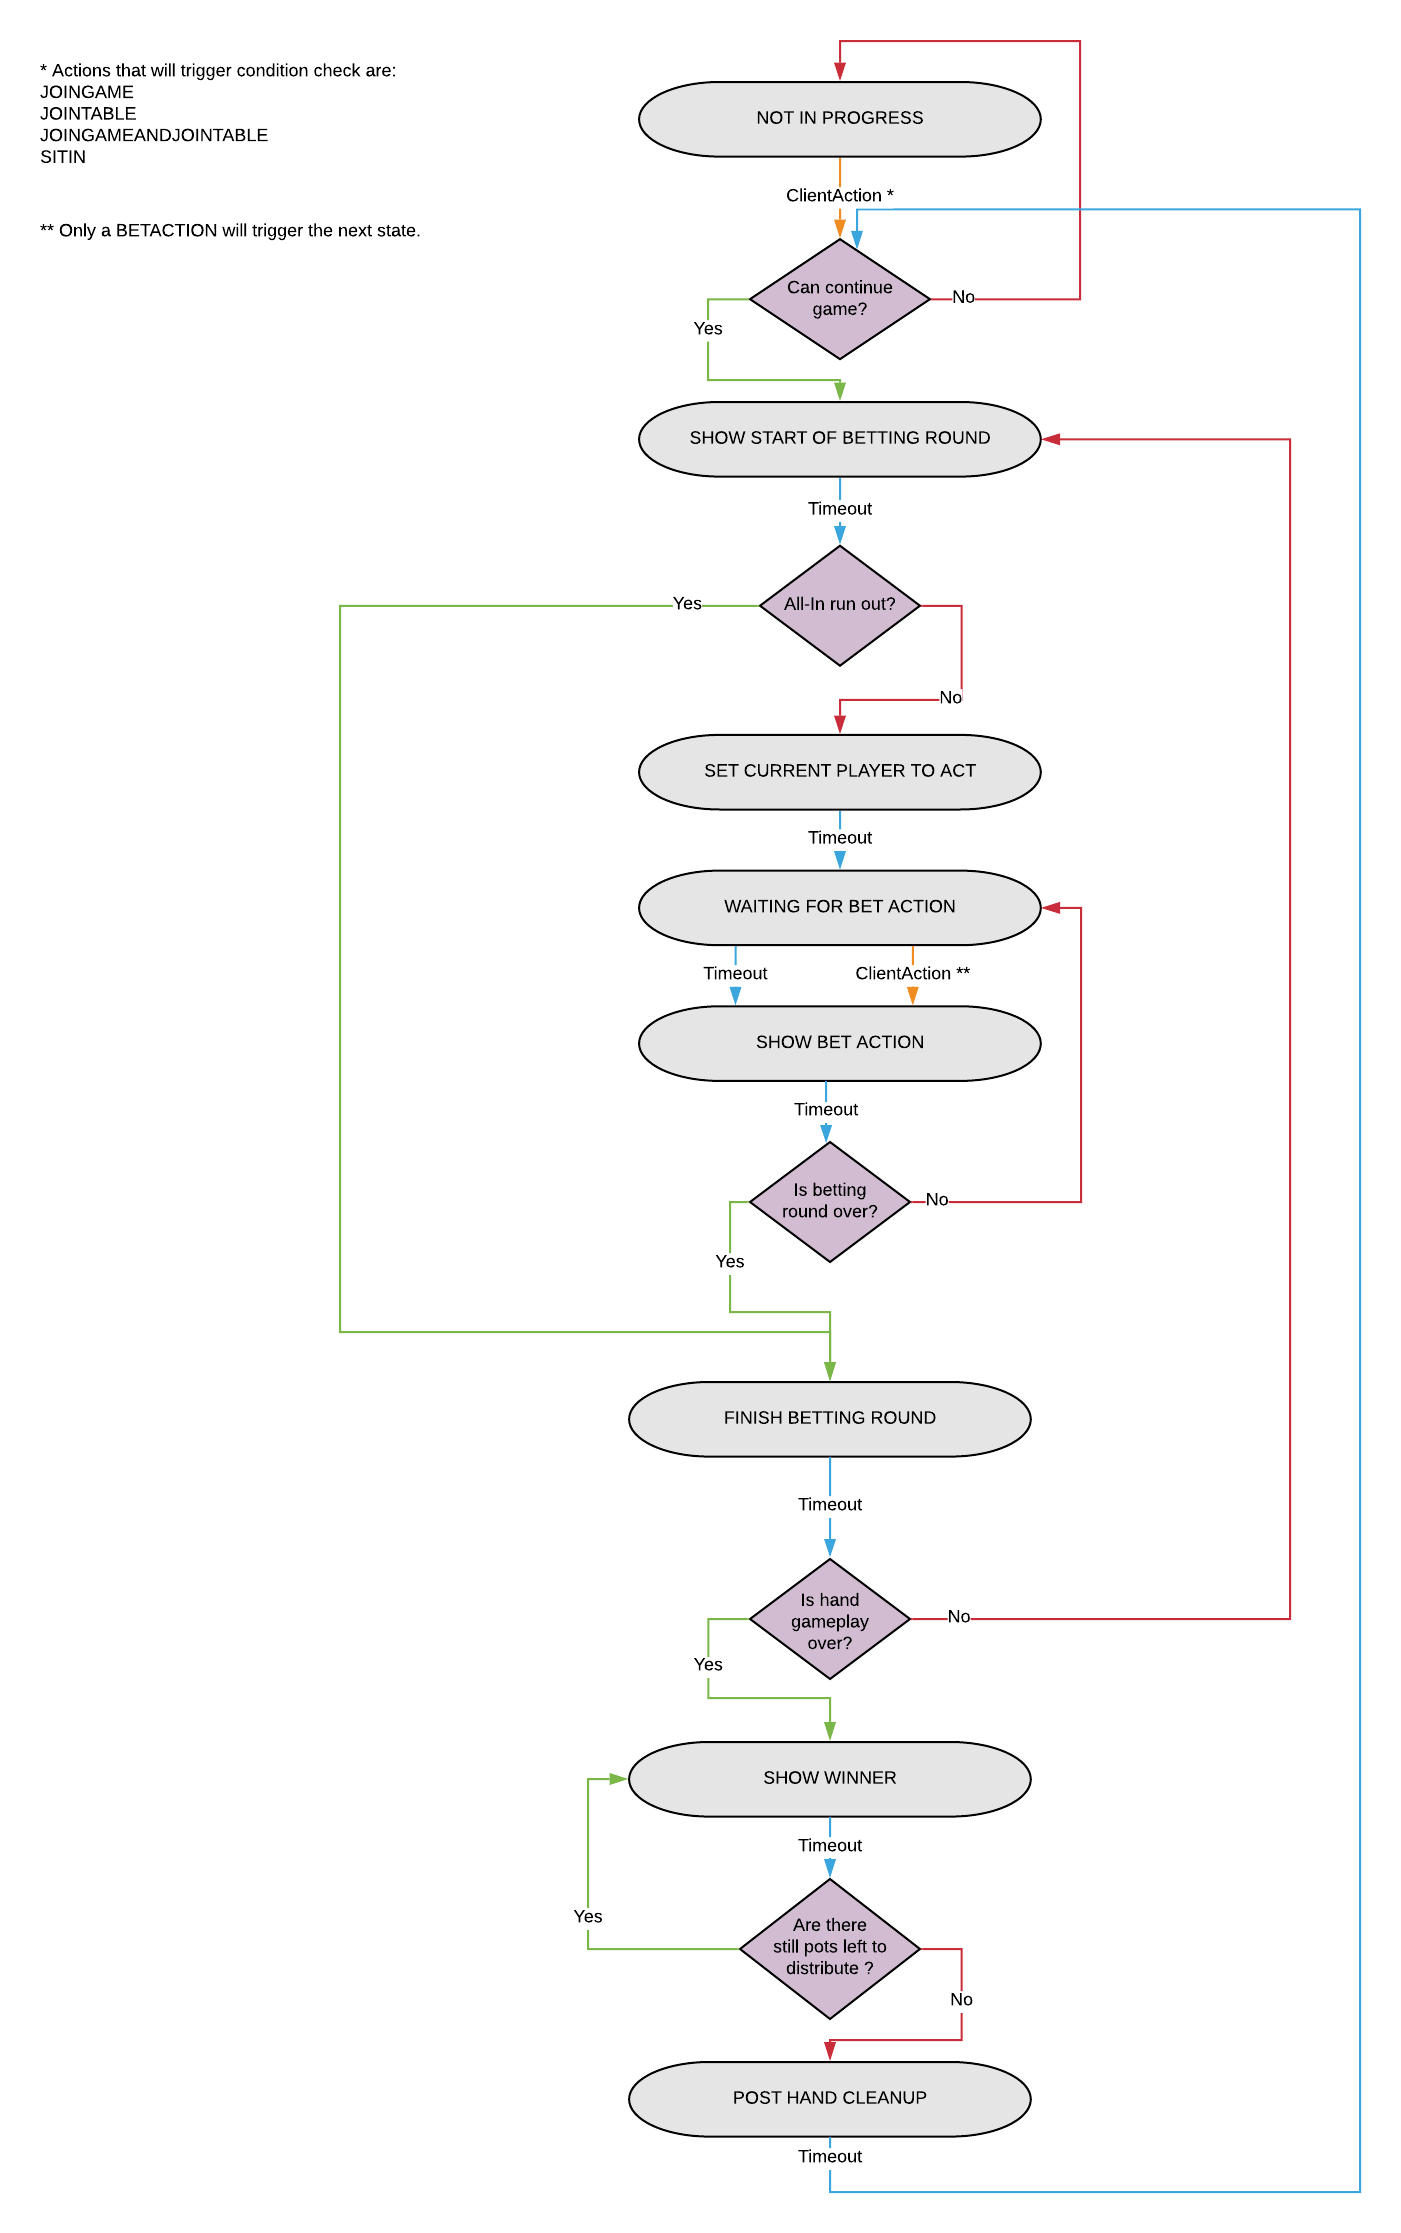 * Actions that will trigger condition check are:
JOINGAME
JOINTABLE
JOINGAMEANDJOINTABLE
SITIN
** Only a BETACTION will trigger the next state.
NOT IN PROGRESS
ClientAction *
Can continue
game?
No
Yes
SHOW START OF BETTING ROUND
Timeout
All-In run out?
Yes
No
SET CURRENT PLAYER TO ACT
Timeout
WAITING FOR BET ACTION
Timeout
ClientAction **
SHOW BET ACTION
Timeout
Is betting
round over?
No
Yes
FINISH BETTING ROUND
Timeout
Is hand
gameplay
over?
No
Yes
SHOW WINNER
Timeout
Yes
Are there
still pots left to
distribute ?
No
POST HAND CLEANUP
Timeout